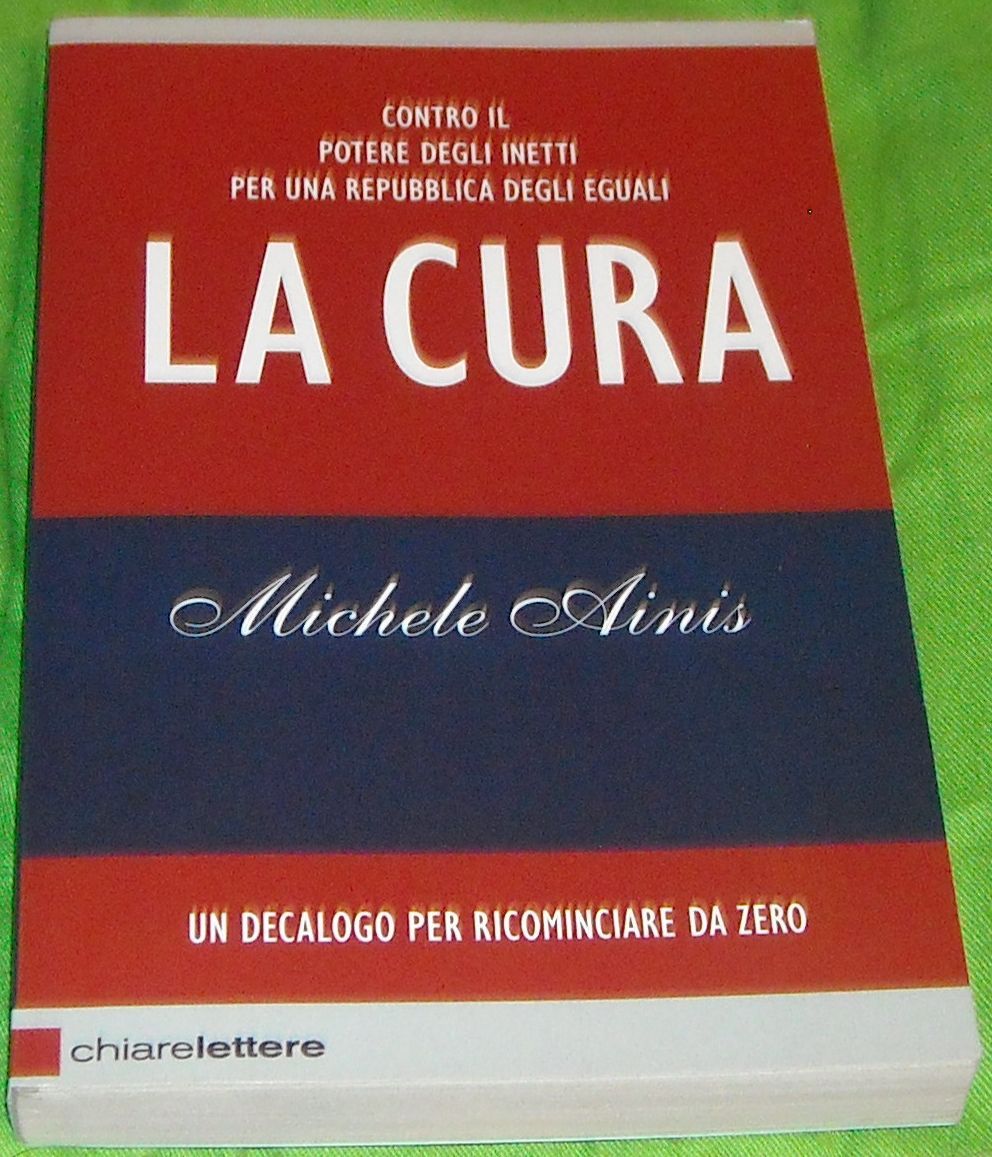 CONTRO IL
POTERE DEGLI INETTI
PER UNA REPUBBLICA DEGLI EGUALI
LA CURA
Michele Ainis
UN DECALOGO PER RICOMINCIARE DA ZERO
chiarelettere